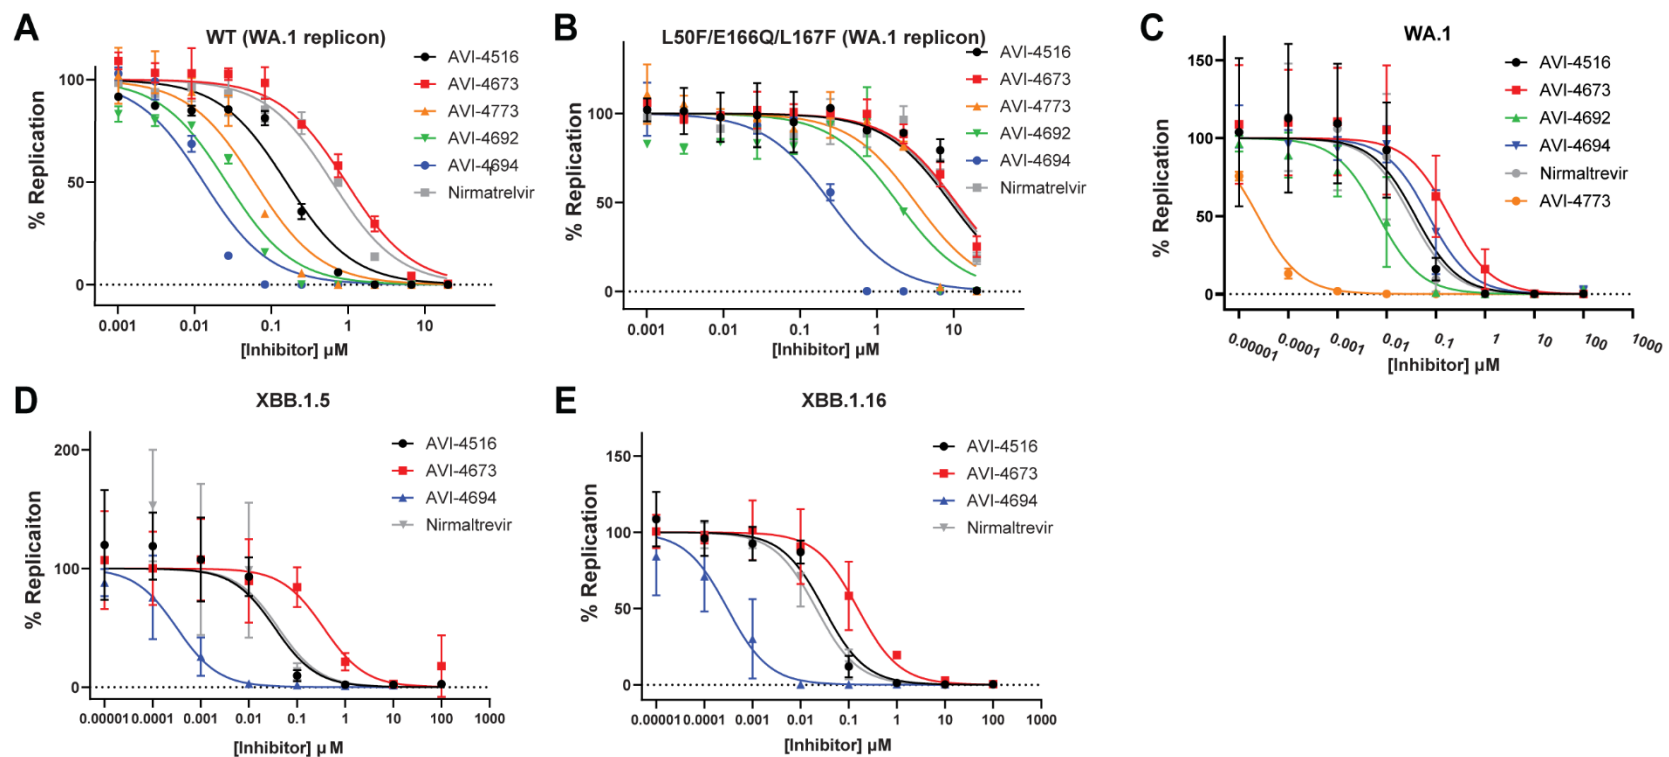 A
WT (WA.1 replicon)
% Replication
100
50
0
0.001 0.01 0.1 1 10
[Inhibitor] µM
AVI-4516
AVI-4673
AVI-4773
AVI-4692
AVI-4694
Nirmatrelvir
B
L50F/E166Q/L167F (WA.1 replicon)
% Replication
100
50
0
0.001 0.01 0.1 1 10
[Inhibitor] µM
AVI-4516
AVI-4673
AVI-4773
AVI-4692
AVI-4694
Nirmatrelvir
C
WA.1
% Replication
150
100
50
0
0.00001 0.0001 0.001 0.01 0.1 1 10 100 1000
[Inhibitor] µM
AVI-4516
AVI-4673
AVI-4692
AVI-4694
Nirmaltrevir
AVI-4773
D
XBB.1.5
% Replicaiton
200
100
0
0.00001 0.0001 0.001 0.01 0.1 1 10 100 1000
[Inhibitor] µM
AVI-4516
AVI-4673
AVI-4694
Nirmaltrevir
E
XBB.1.16
% Replication
150
100
50
0
0.00001 0.0001 0.001 0.01 0.1 1 10 100 1000
[Inhibitor] µM
AVI-4516
AVI-4673
AVI-4694
Nirmaltrevir